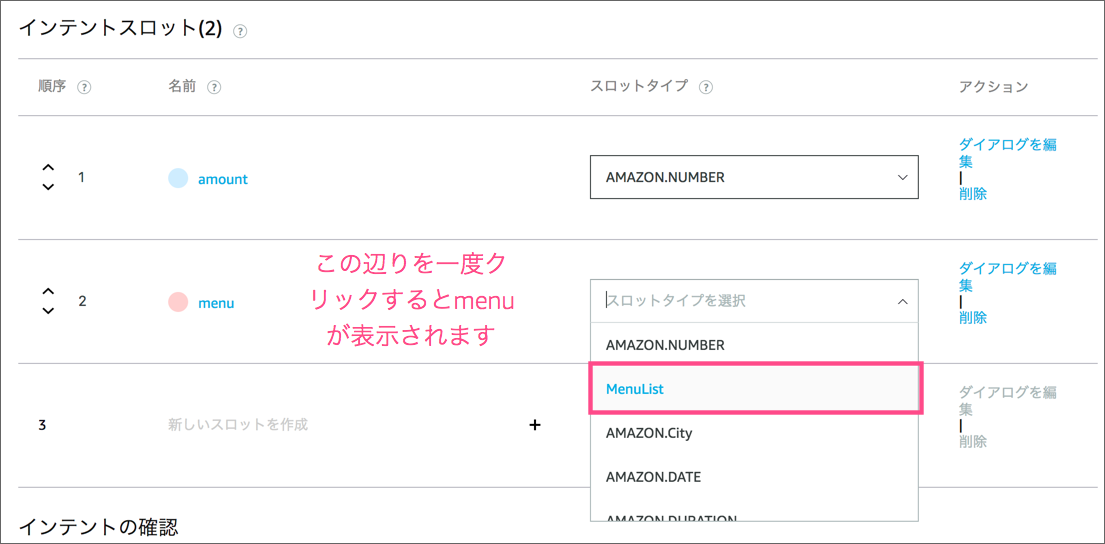 インテントスロット(2) ?
順序 ? 名前 ? スロットタイプ ? アクション
1 amount AMAZON.NUMBER ダイアログを編
集
|
削除
この辺りを一度ク
リックするとmenu
が表示されます
2 menu スロットタイプを選択 ダイアログを編
集
|
削除
AMAZON.NUMBER
MenuList
AMAZON.City
AMAZON.DATE
AMAZON.DURATION
3 新しいスロットを作成 + ダイアログを編
集
|
削除
インテントの確認